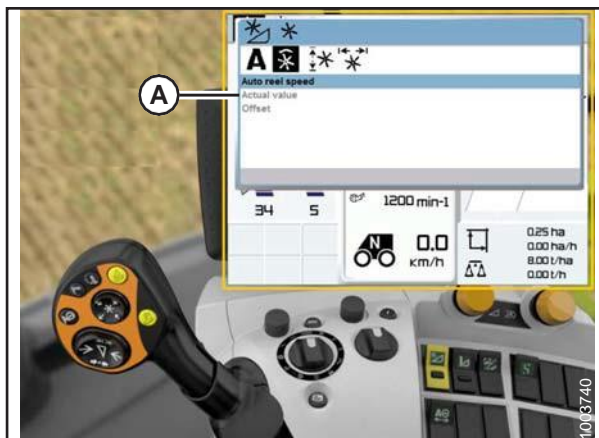 A
Auto reel speed
A
Actual value
Offset
34
5
1200 min-1
N
0.0
km/h
0.25 ha
0.00 ha/h
8.00 t/ha
0.00 t/h
1003740